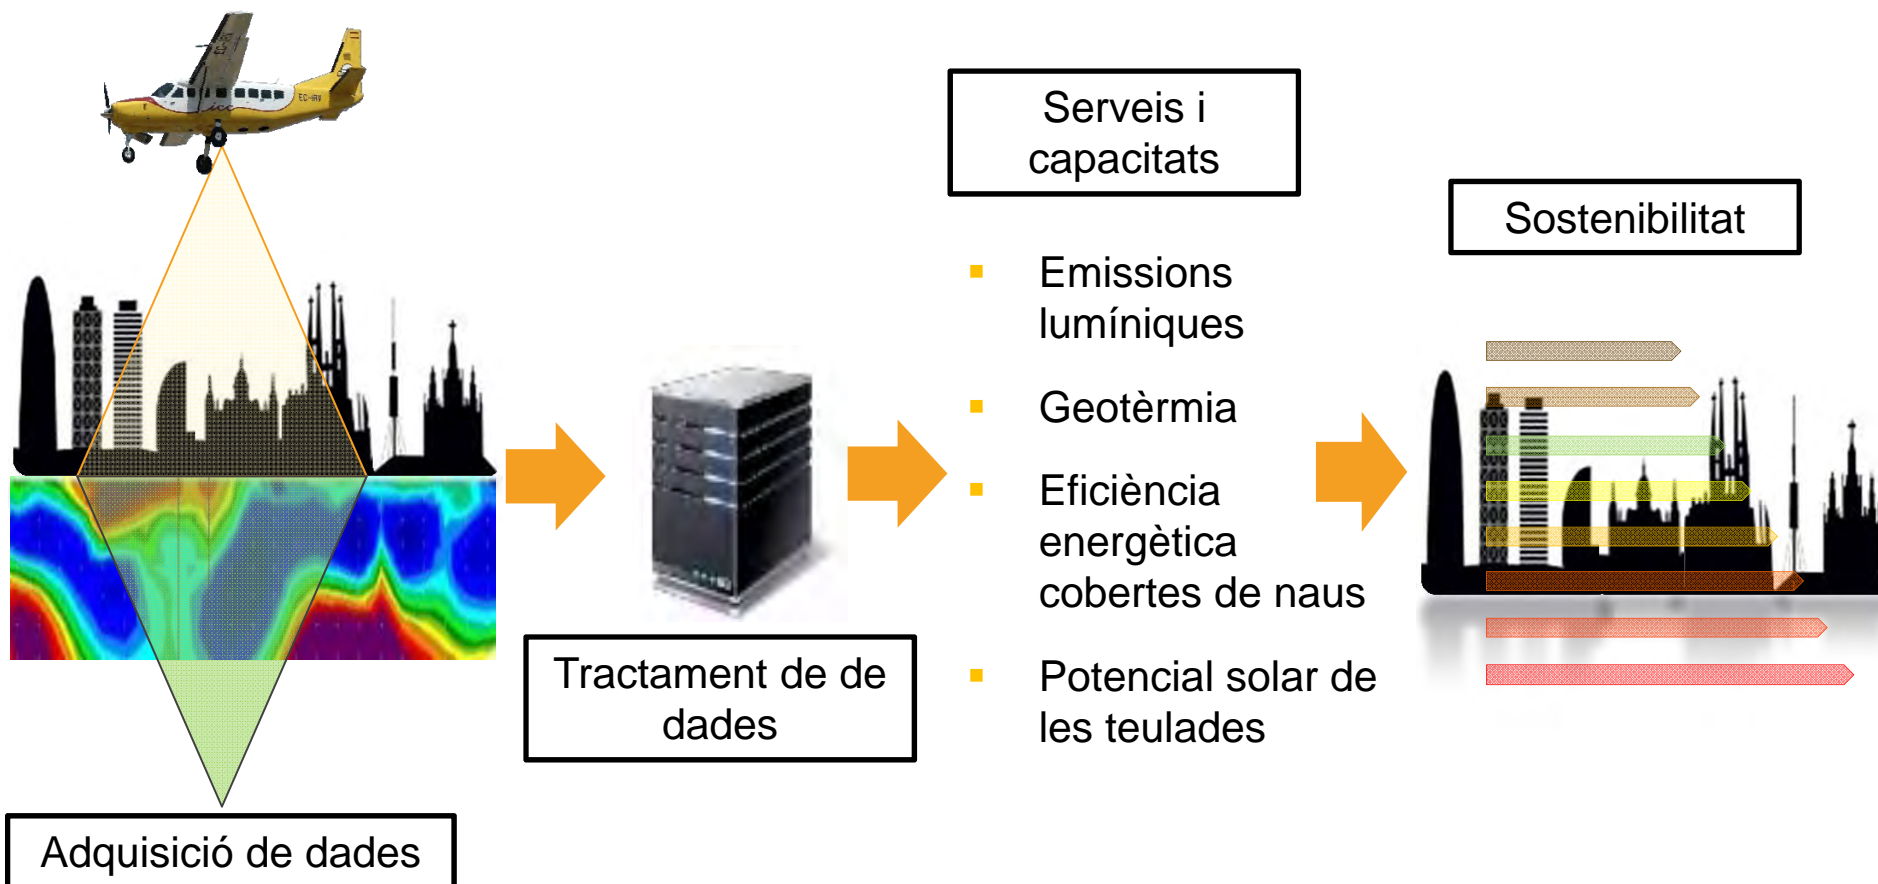 Adquisició de dades
Tractament de de
dades
Serveis i
capacitats
Emissions
lumíniques
Geotèrmia
Eficiència
energètica
cobertes de naus
Potencial solar de
les teulades
Sostenibilitat
icc